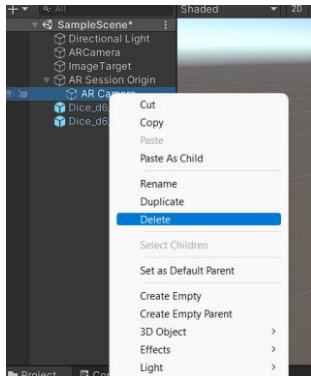 All
Shaded
2D
SampleScene*
Directional Light
ARCamera
ImageTarget
AR Session Origin
AR Camera
Dice_d6
Dice_d6
Cut
Copy
Paste
Paste As Child
Rename
Duplicate
Delete
Select Children
Set as Default Parent
Create Empty
Create Empty Parent
3D Object
Effects
Light
Project